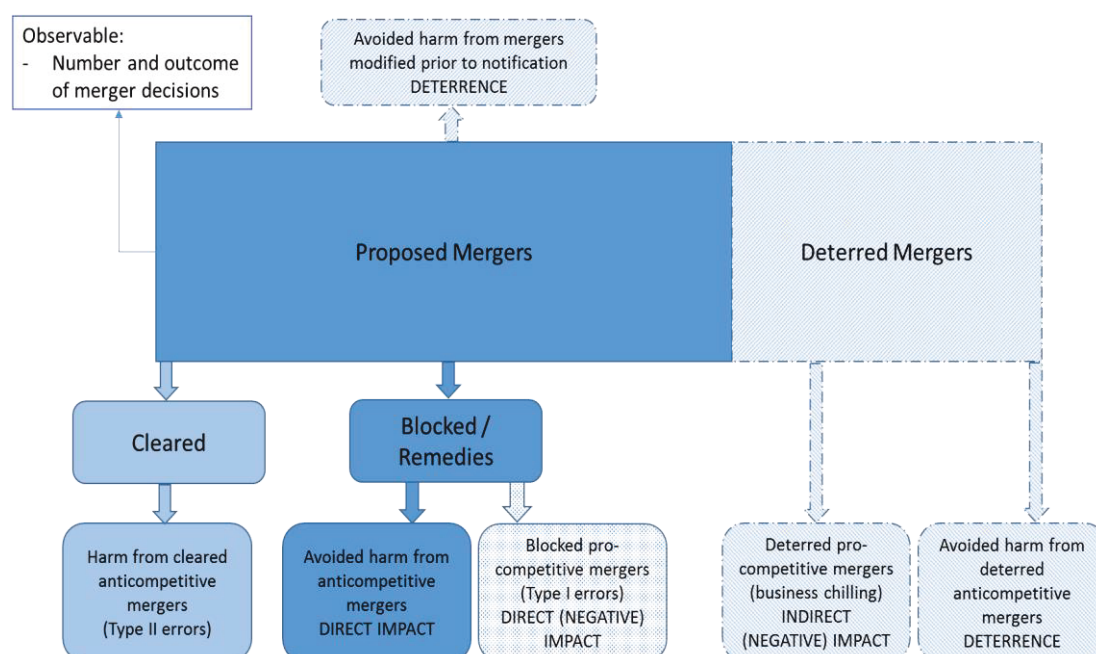 Observable:
- Number and outcome
of merger decisions
Avoided harm from mergers
modified prior to notification
DETERRENCE
Proposed Mergers
Deterred Mergers
Cleared
Blocked /
Remedies
Harm from cleared
anticompetitive
mergers
(Type II errors)
Avoided harm from
anticompetitive
mergers
DIRECT IMPACT
Blocked pro-
competitive mergers
(Type I errors)
DIRECT (NEGATIVE)
IMPACT
Deterred pro-
competitive mergers
(business chilling)
INDIRECT
(NEGATIVE) IMPACT
Avoided harm from
deterred
anticompetitive
mergers
DETERRENCE